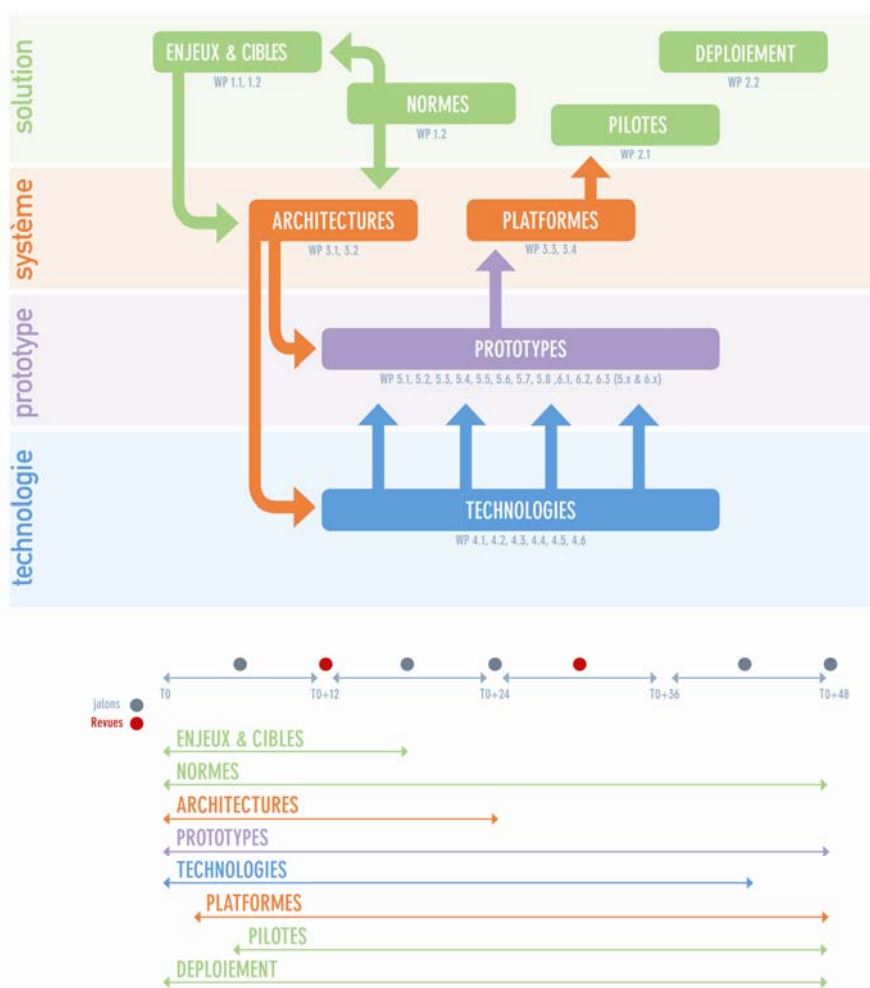 solution
ENJEUX & CIBLES
WP 1.1, 1.2
DEPLOIEMENT
WP 2.2
NORMES
WP 1.2
PILOTES
WP 2.1
système
ARCHITECTURES
WP 3.1, 3.2
PLATFORMES
WP 3.3, 3.4
prototype
PROTOTYPES
WP 5.1, 5.2, 5.3, 5.4, 5.5, 5.6, 5.7, 5.8 ,6.1, 6.2, 6.3 (5.x & 6.x)
technologie
TECHNOLOGIES
WP 4.1, 4.2, 4.3, 4.4, 4.5, 4.6
T0 T0+12 T0+24 T0+36 T0+48
jalons
Revues
ENJEUX & CIBLES
NORMES
ARCHITECTURES
PROTOTYPES
TECHNOLOGIES
PLATFORMES
PILOTES
DEPLOIEMENT